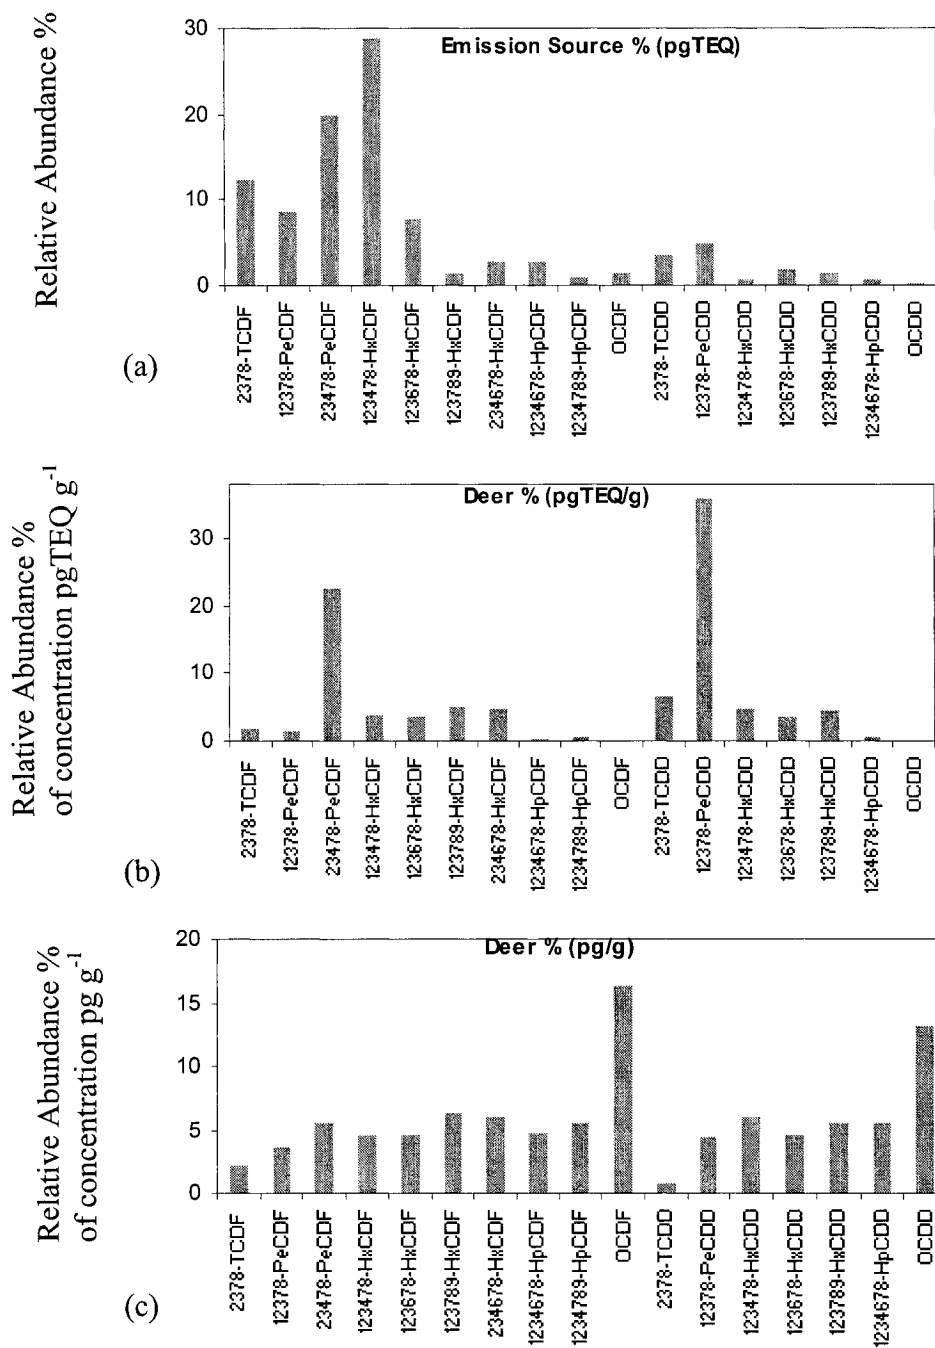 Relative Abundance %
30
20
10
0
Emission Source % (pgTEQ)
2378-TCDF
12378-PeCDF
23478-PeCDF
123478-HxCDF
123678-HxCDF
123789-HxCDF
234678-HxCDF
1234678-HpCDF
1234789-HpCDF
OCDF
2378-TCDD
12378-PeCDD
123478-HxCDD
123678-HxCDD
123789-HxCDD
1234678-HpCDD
OCDD
(a)
Relative Abundance %
of concentration pgTEQ g-1
30
20
10
0
Deer % (pgTEQ/g)
2378-TCDF
12378-PeCDF
23478-PeCDF
123478-HxCDF
123678-HxCDF
123789-HxCDF
234678-HxCDF
1234678-HpCDF
1234789-HpCDF
OCDF
2378-TCDD
12378-PeCDD
123478-HxCDD
123678-HxCDD
123789-HxCDD
1234678-HpCDD
OCDD
(b)
Relative Abundance %
of concentration pg g-1
20
15
10
5
0
Deer % (pg/g)
2378-TCDF
12378-PeCDF
23478-PeCDF
123478-HxCDF
123678-HxCDF
123789-HxCDF
234678-HxCDF
1234678-HpCDF
1234789-HpCDF
OCDF
2378-TCDD
12378-PeCDD
123478-HxCDD
123678-HxCDD
123789-HxCDD
1234678-HpCDD
OCDD
(c)